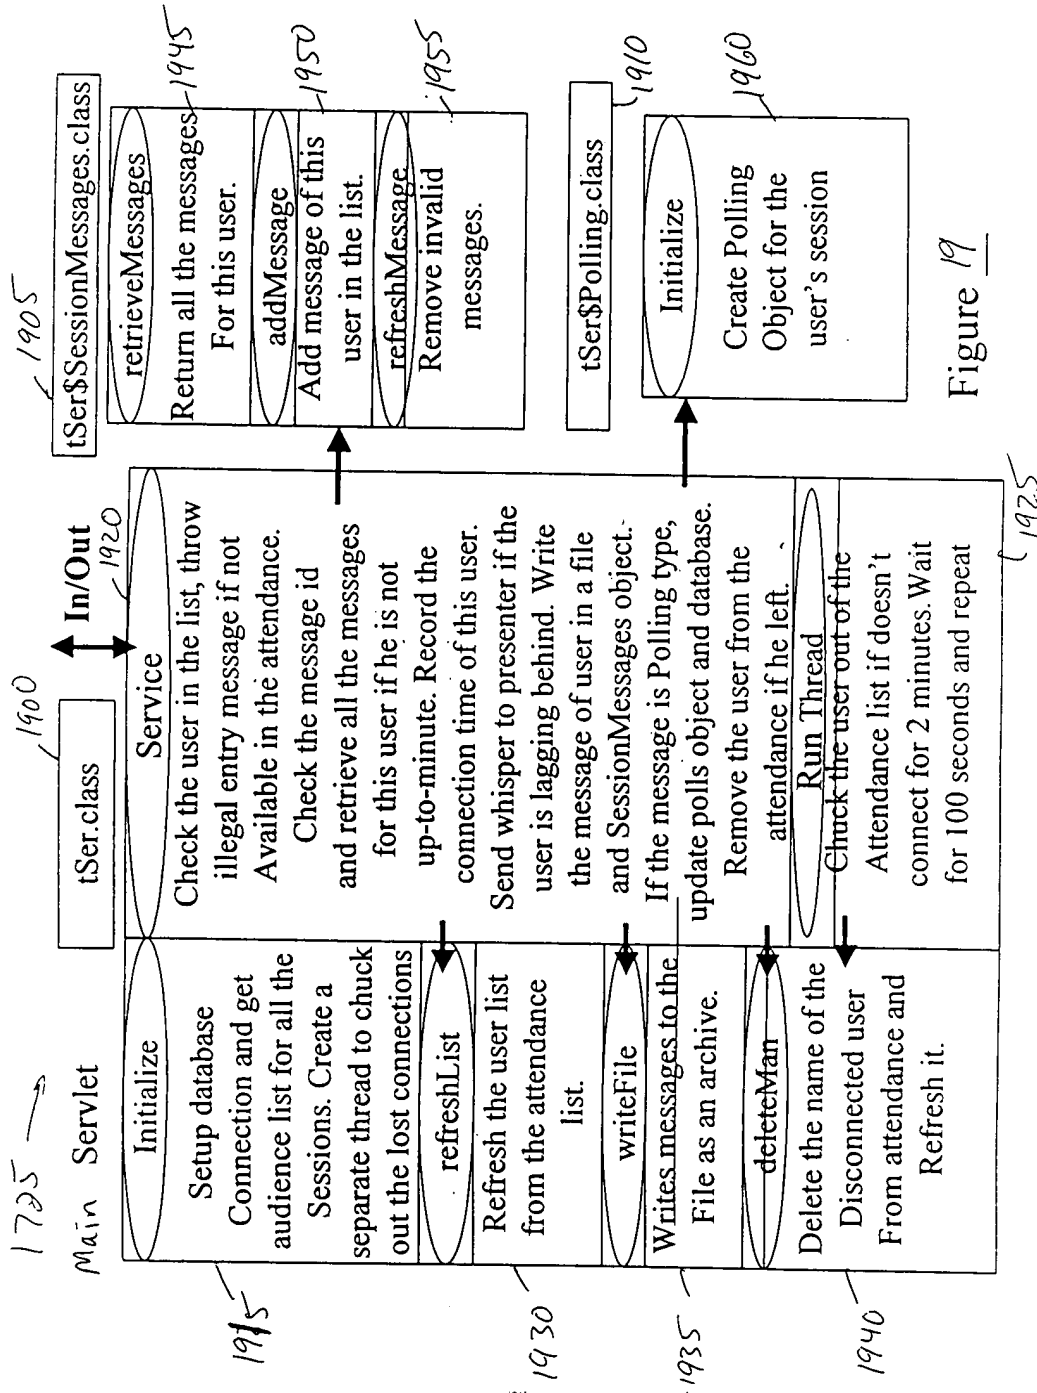 1725
Main Servlet
tSer.class
1900
In/Out
1920
Initialize
Setup database
Connection and get
audience list for all the
Sessions. Create a
separate thread to chuck
out the lost connections
1915
refreshList
Refresh the user list
from the attendance
list.
1930
writeFile
Writes messages to the
File as an archive.
1935
deleteMan
Delete the name of the
Disconnected user
From attendance and
Refresh it.
1940
Service
Check the user in the list, throw
illegal entry message if not
Available in the attendance.
Check the message id
and retrieve all the messages
for this user if he is not
up-to-minute. Record the
connection time of this user.
Send whisper to presenter if the
user is lagging behind. Write
the message of user in a file
and SessionMessages object.
If the message is Polling type,
update polls object and database.
Remove the user from the
attendance if he left.
Run Thread
Chuck the user out of the
Attendance list if doesn't
connect for 2 minutes.Wait
for 100 seconds and repeat
1925
1905
tSer$SessionMessages.class
retrieveMessages
Return all the messages
For this user.
1945
addMessage
Add message of this
user in the list.
1950
refreshMessage
Remove invalid
messages.
1955
tSer$Polling.class
1910
Initialize
Create Polling
Object for the
user's session
1960
Figure 19